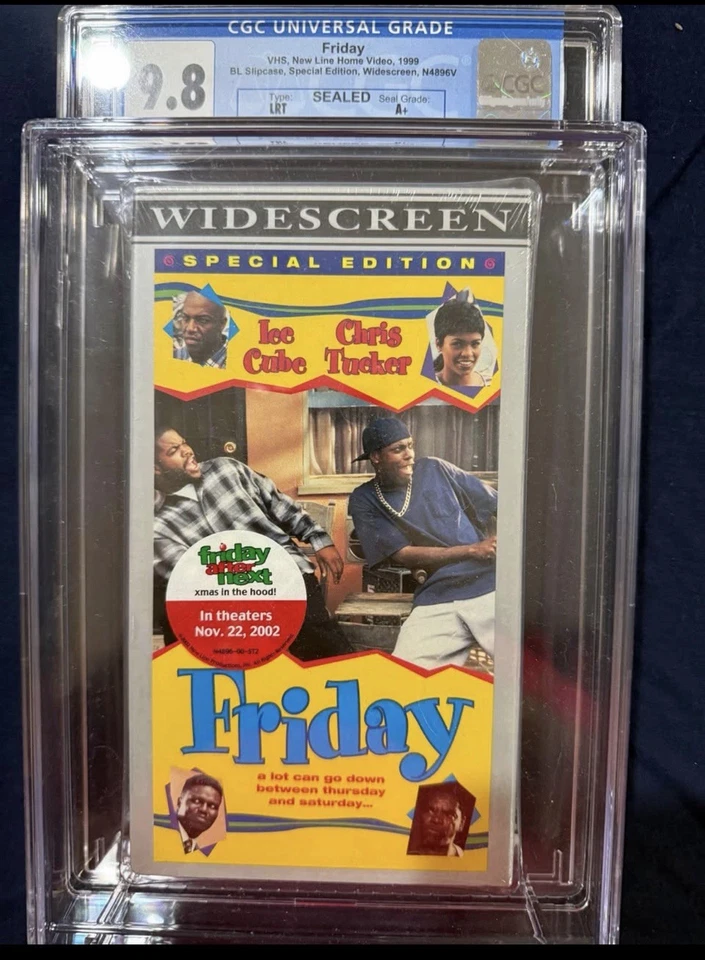 CGC UNIVERSAL GRADE
Friday
VHS, New Line Home Video, 1999
BL Slipcase, Special Edition, Widescreen, N4896V
9.8
CGC
Type: SEALED Seal Grade:
LRT A+
WIDESCREEN
SPECIAL EDITION
Ice Chris
Cube Tucker
friday
after
next
xmas in the hood!
In theaters
Nov. 22, 2002
Friday
a lot can go down
between thursday
and saturday...